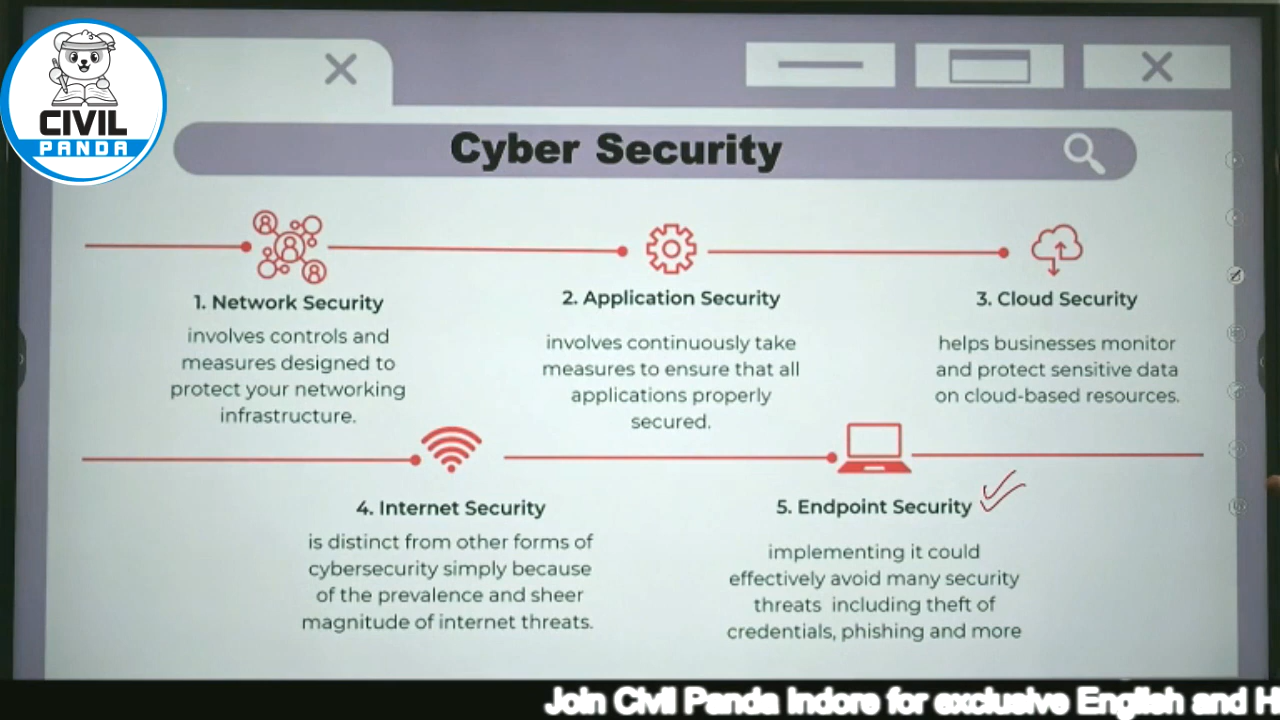 CIVIL
PANDA
Cyber Security
1. Network Security
involves controls and
measures designed to
protect your networking
infrastructure.
2. Application Security
involves continuously take
measures to ensure that all
applications properly
secured.
3. Cloud Security
helps businesses monitor
and protect sensitive data
on cloud-based resources.
4. Internet Security
is distinct from other forms of
cybersecurity simply because
of the prevalence and sheer
magnitude of internet threats.
5. Endpoint Security
implementing it could
effectively avoid many security
threats including theft of
credentials, phishing and more
Join Civil Panda Indore for exclusive English and H